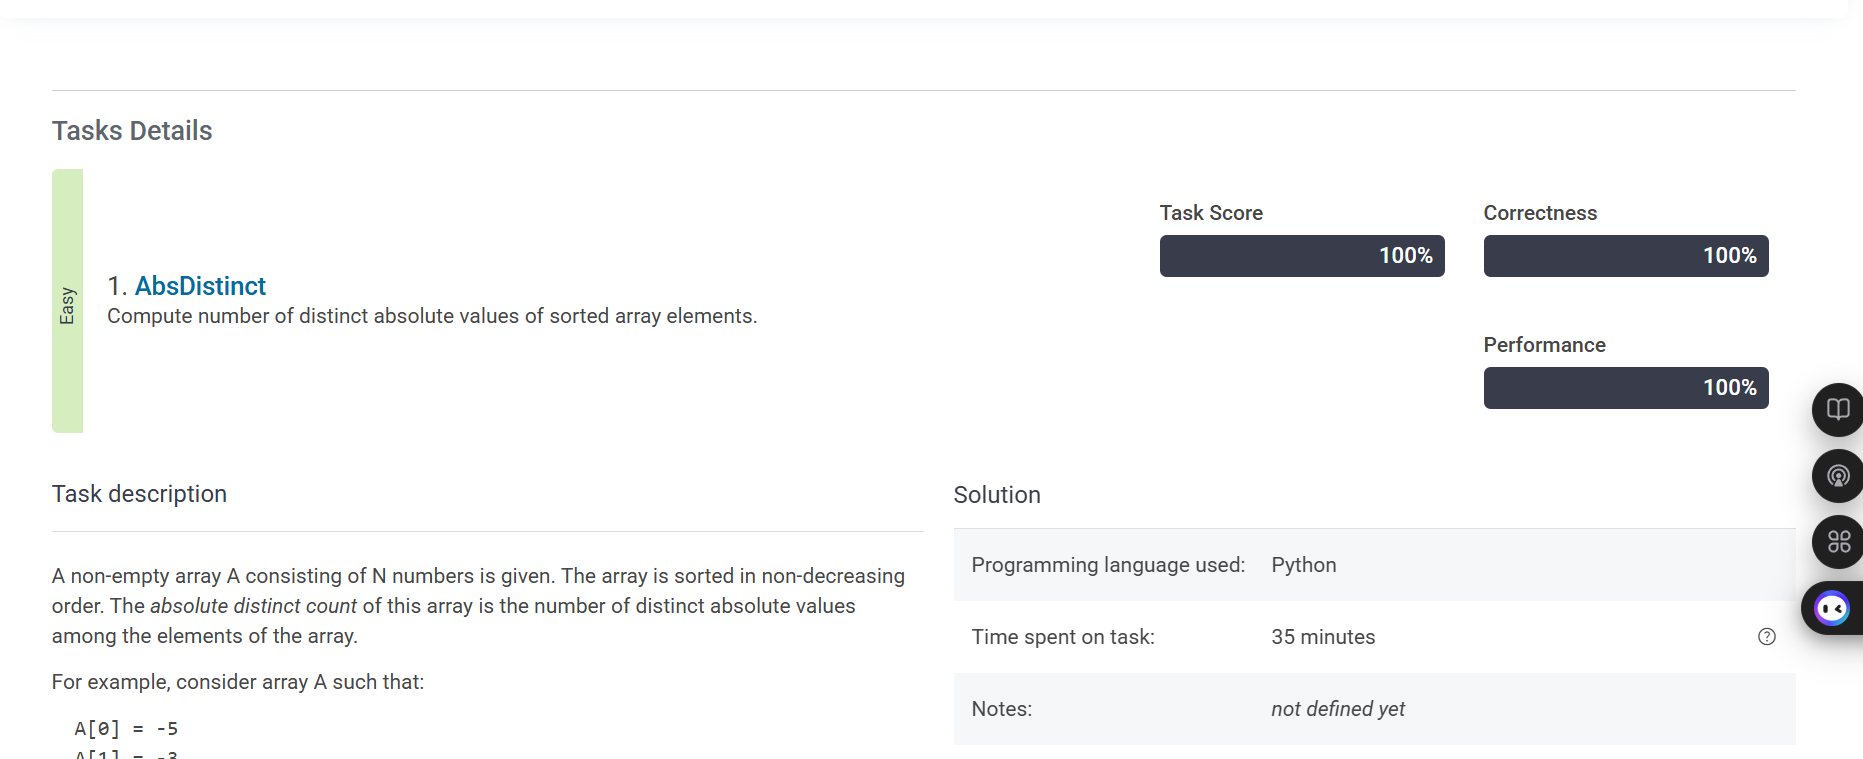 Tasks Details
Easy
1. AbsDistinct
Compute number of distinct absolute values of sorted array elements.
Task Score
100%
Correctness
100%
Performance
100%
Task description
A non-empty array A consisting of N numbers is given. The array is sorted in non-decreasing
order. The absolute distinct count of this array is the number of distinct absolute values
among the elements of the array.
For example, consider array A such that:
A[0] = -5
A[1] = -3
Solution
Programming language used: Python
Time spent on task: 35 minutes
Notes: not defined yet